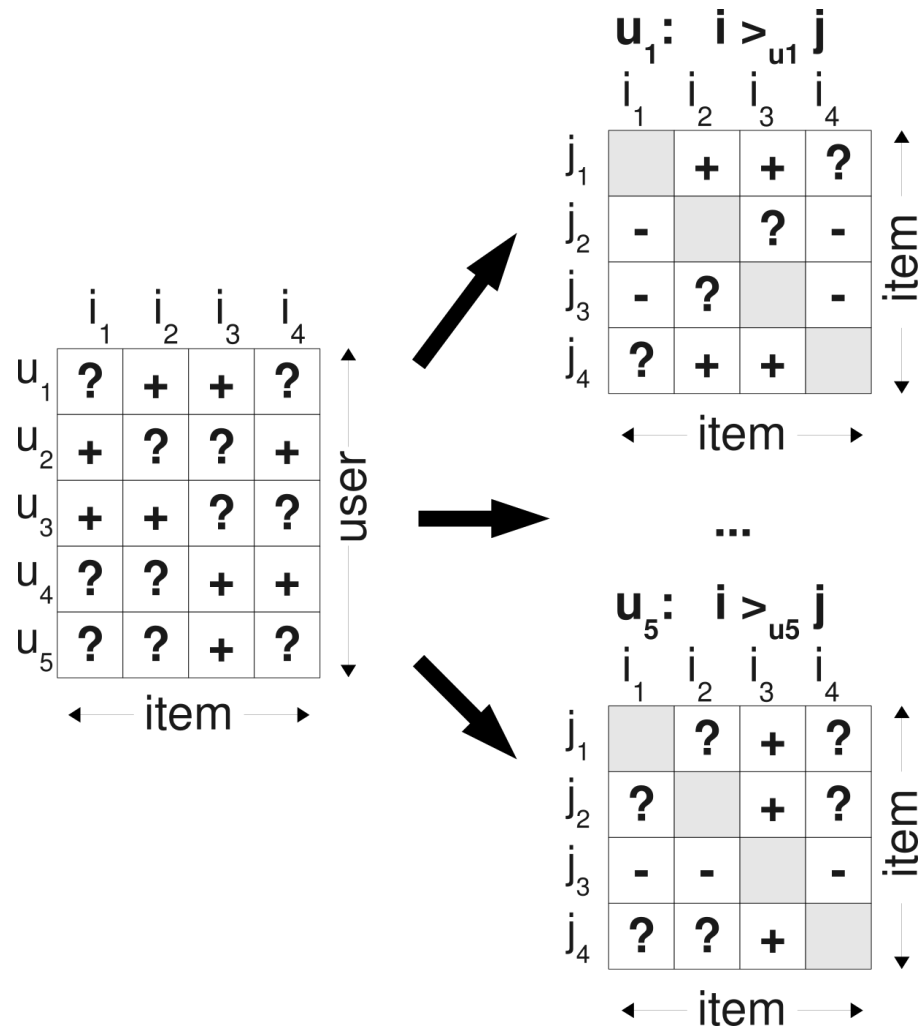 i1 i2 i3 i4
u1 ? + + ?
u2 + ? ? +
u3 + + ? ?
u4 ? ? + +
u5 ? ? + ?
item
user
u1: i >u1 j
i1 i2 i3 i4
j1 + + ?
j2 - ? -
j3 - ? -
j4 ? + +
item
item
...
u5: i >u5 j
i1 i2 i3 i4
j1 ? + ?
j2 ? + ?
j3 - - -
j4 ? ? +
item
item